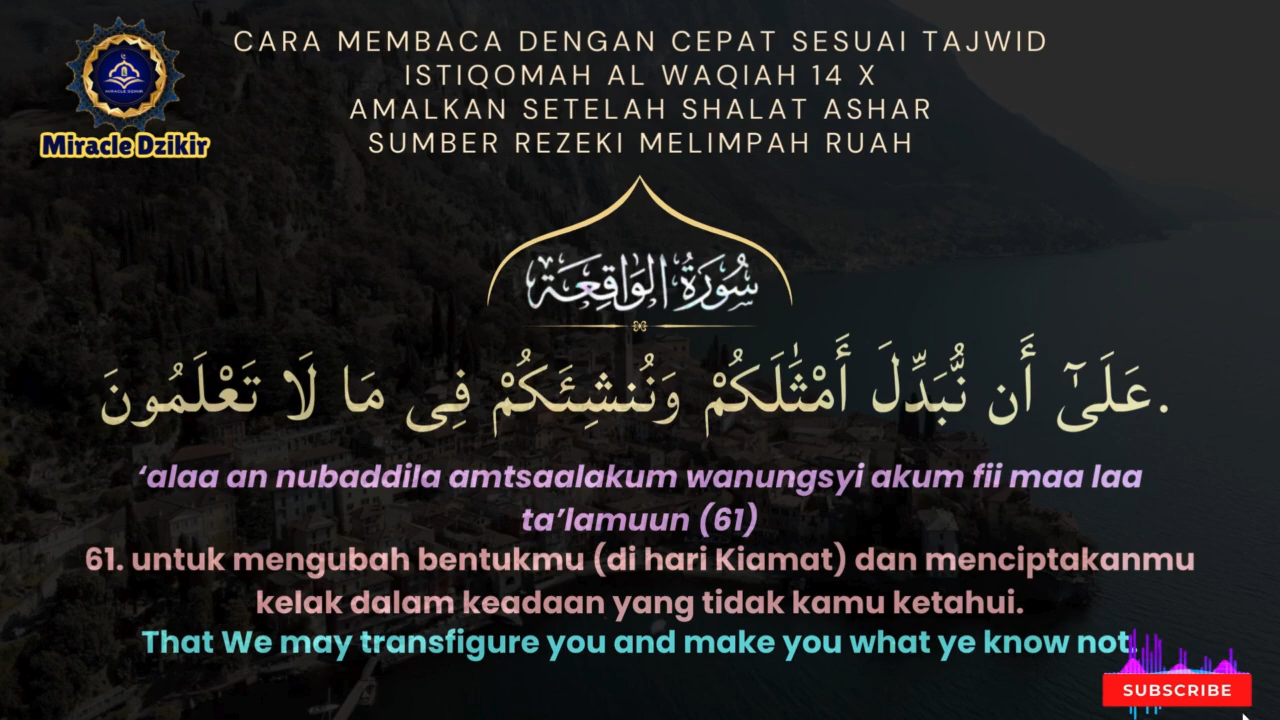 CARA MEMBACA DENGAN CEPAT SESUAI TAJWID
ISTIQOMAH AL WAQIAH 14 X
AMALKAN SETELAH SHALAT ASHAR
SUMBER REZEKI MELIMPAH RUAH
MIRACLE DZIKIR
Miracle Dzikir
سُورَةُ الوَاقِعَة
عَلَىٰٓ أَن نُّبَدِّلَ أَمْثَٰلَكُمْ وَنُنشِئَكُمْ فِى مَا لَا تَعْلَمُونَ.
‘alaa an nubaddila amtsaalakum wanungsyi akum fii maa laa
ta’lamuun (61)
61. untuk mengubah bentukmu (di hari Kiamat) dan menciptakanmu
kelak dalam keadaan yang tidak kamu ketahui.
That We may transfigure you and make you what ye know not.
SUBSCRIBE